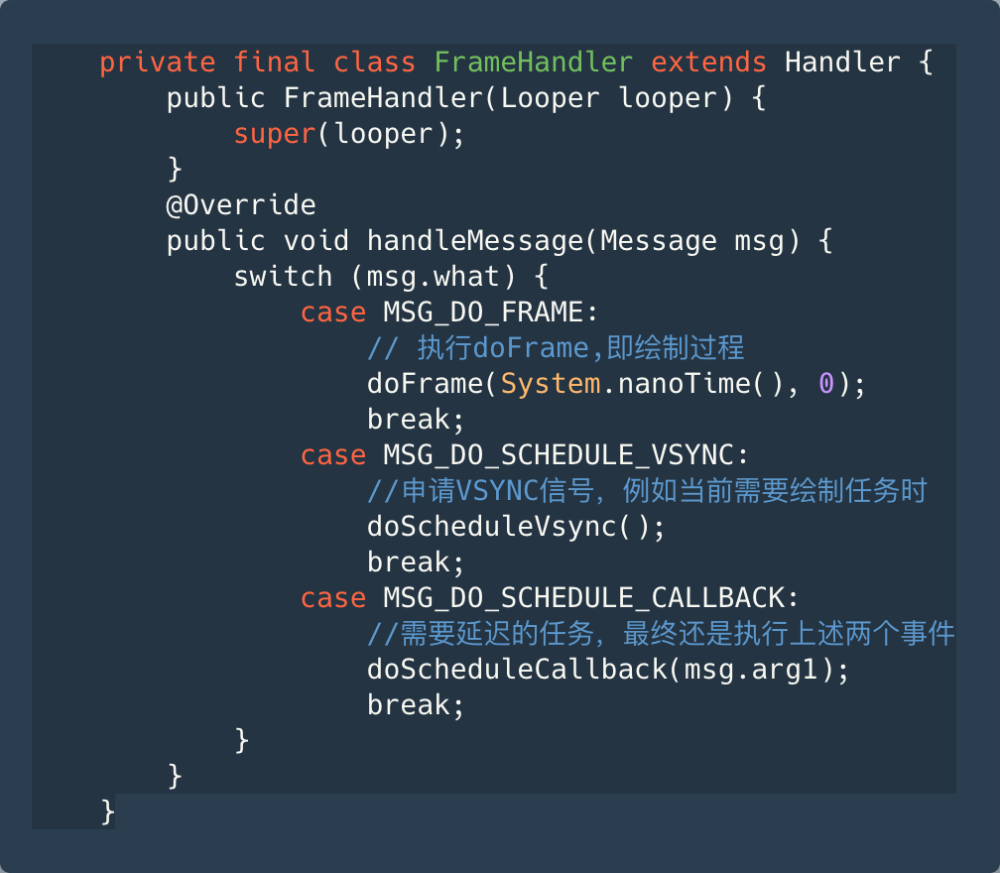 private final class FrameHandler extends Handler {
public FrameHandler(Looper looper) {
super(looper);
}
@Override
public void handleMessage(Message msg) {
switch (msg.what) {
case MSG_DO_FRAME:
// 执行doFrame,即绘制过程
doFrame(System.nanoTime(), 0);
break;
case MSG_DO_SCHEDULE_VSYNC:
//申请VSYNC信号，例如当前需要绘制任务时
doScheduleVsync();
break;
case MSG_DO_SCHEDULE_CALLBACK:
//需要延迟的任务，最终还是执行上述两个事件
doScheduleCallback(msg.arg1);
break;
}
}
}